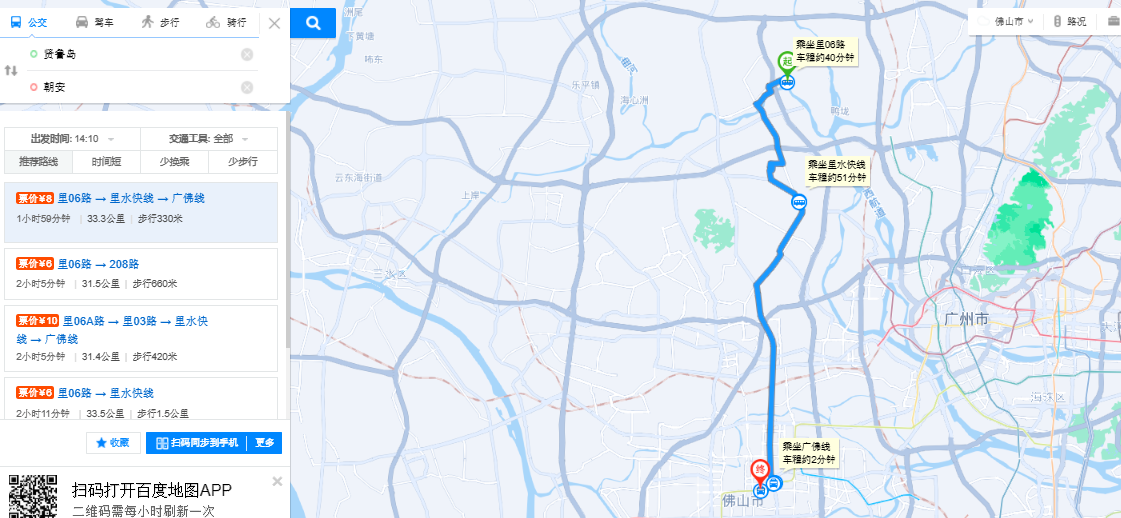 公交
驾车
步行
骑行
贤鲁岛
朝安
出发时间: 14:10
交通工具: 全部
推荐路线
时间短
少换乘
少步行
票价¥8 里06路 → 里水快线 → 广佛线
1小时59分钟 | 33.3公里 | 步行330米
票价¥6 里06路 → 208路
2小时5分钟 | 31.5公里 | 步行660米
票价¥10 里06A路 → 里03路 → 里水快
线 → 广佛线
2小时5分钟 | 31.4公里 | 步行420米
票价¥6 里06路 → 里水快线
2小时11分钟 | 33.5公里 | 步行1.5公里
收藏
扫码同步到手机
更多
扫码打开百度地图APP
二维码需每小时刷新一次
佛山市
路况
下黄塘
乐平镇
海心洲
云东海街道
上岸
三水区
起
乘坐里06路
车程约40分钟
乘坐里水快线
车程约51分钟
广州市
海珠区
乘坐广佛线
车程约2分钟
终
佛山市